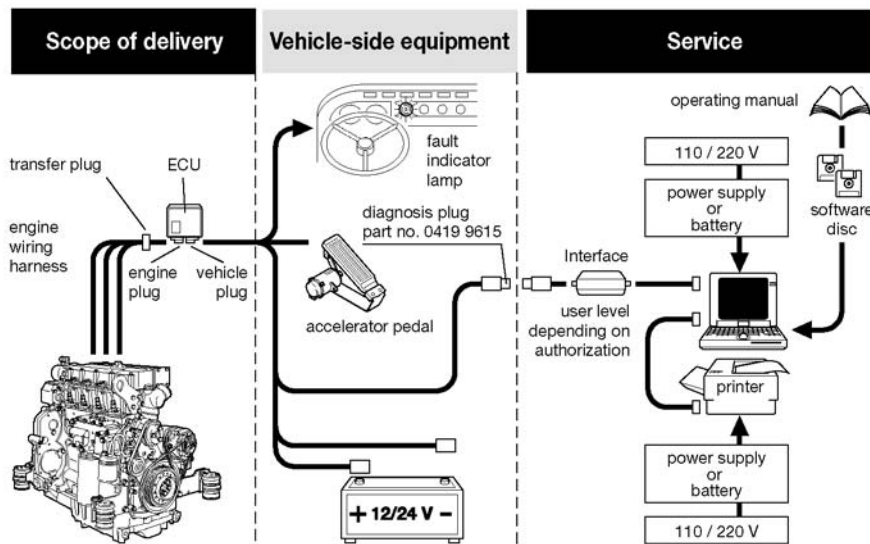 Scope of delivery
Vehicle-side equipment
Service
transfer plug
ECU
engine
wiring
harness
engine
plug
vehicle
plug
fault
indicator
lamp
diagnosis plug
part no. 0419 9615
accelerator pedal
+ 12/24 V −
operating manual
110 / 220 V
power supply
or
battery
software
disc
Interface
user level
depending on
authorization
printer
power supply
or
battery
110 / 220 V